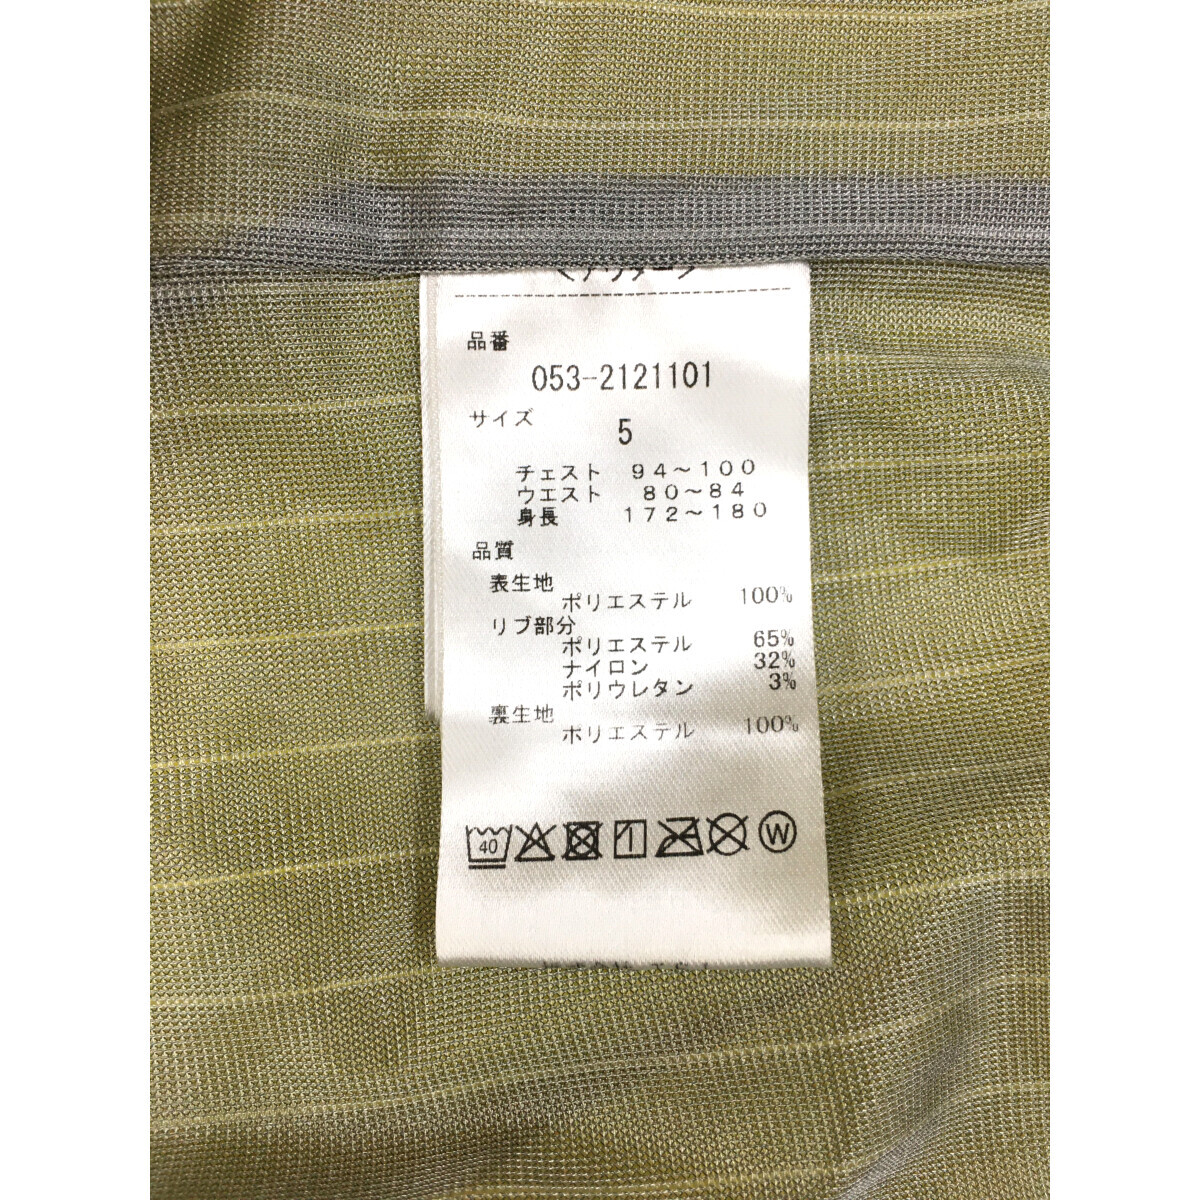 品番
053-2121101
サイズ
5
チェスト 94～100
ウエスト 80～84
身長 172～180
品質
表生地
ポリエステル 100%
リブ部分
ポリエステル 65%
ナイロン 32%
ポリウレタン 3%
裏生地
ポリエステル 100%
40
W